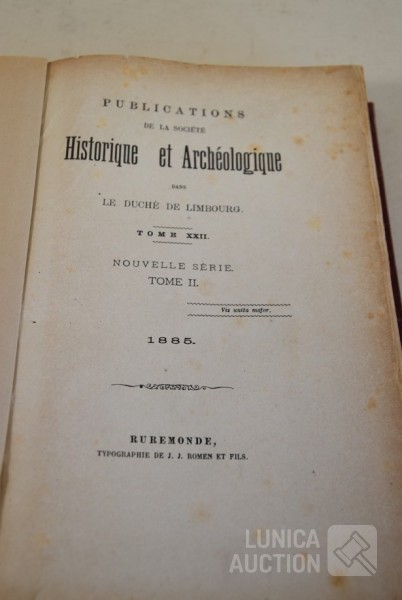 PUBLICATIONS
DE LA SOCIÉTÉ
Historique et Archéologique
DANS
LE DUCHÉ DE LIMBOURG.
TOME XXII.
NOUVELLE SÉRIE.
TOME II.
Vis unita major.
1885.
RUREMONDE,
TYPOGRAPHIE DE J. J. ROMEN ET FILS.
LUNICA
AUCTION